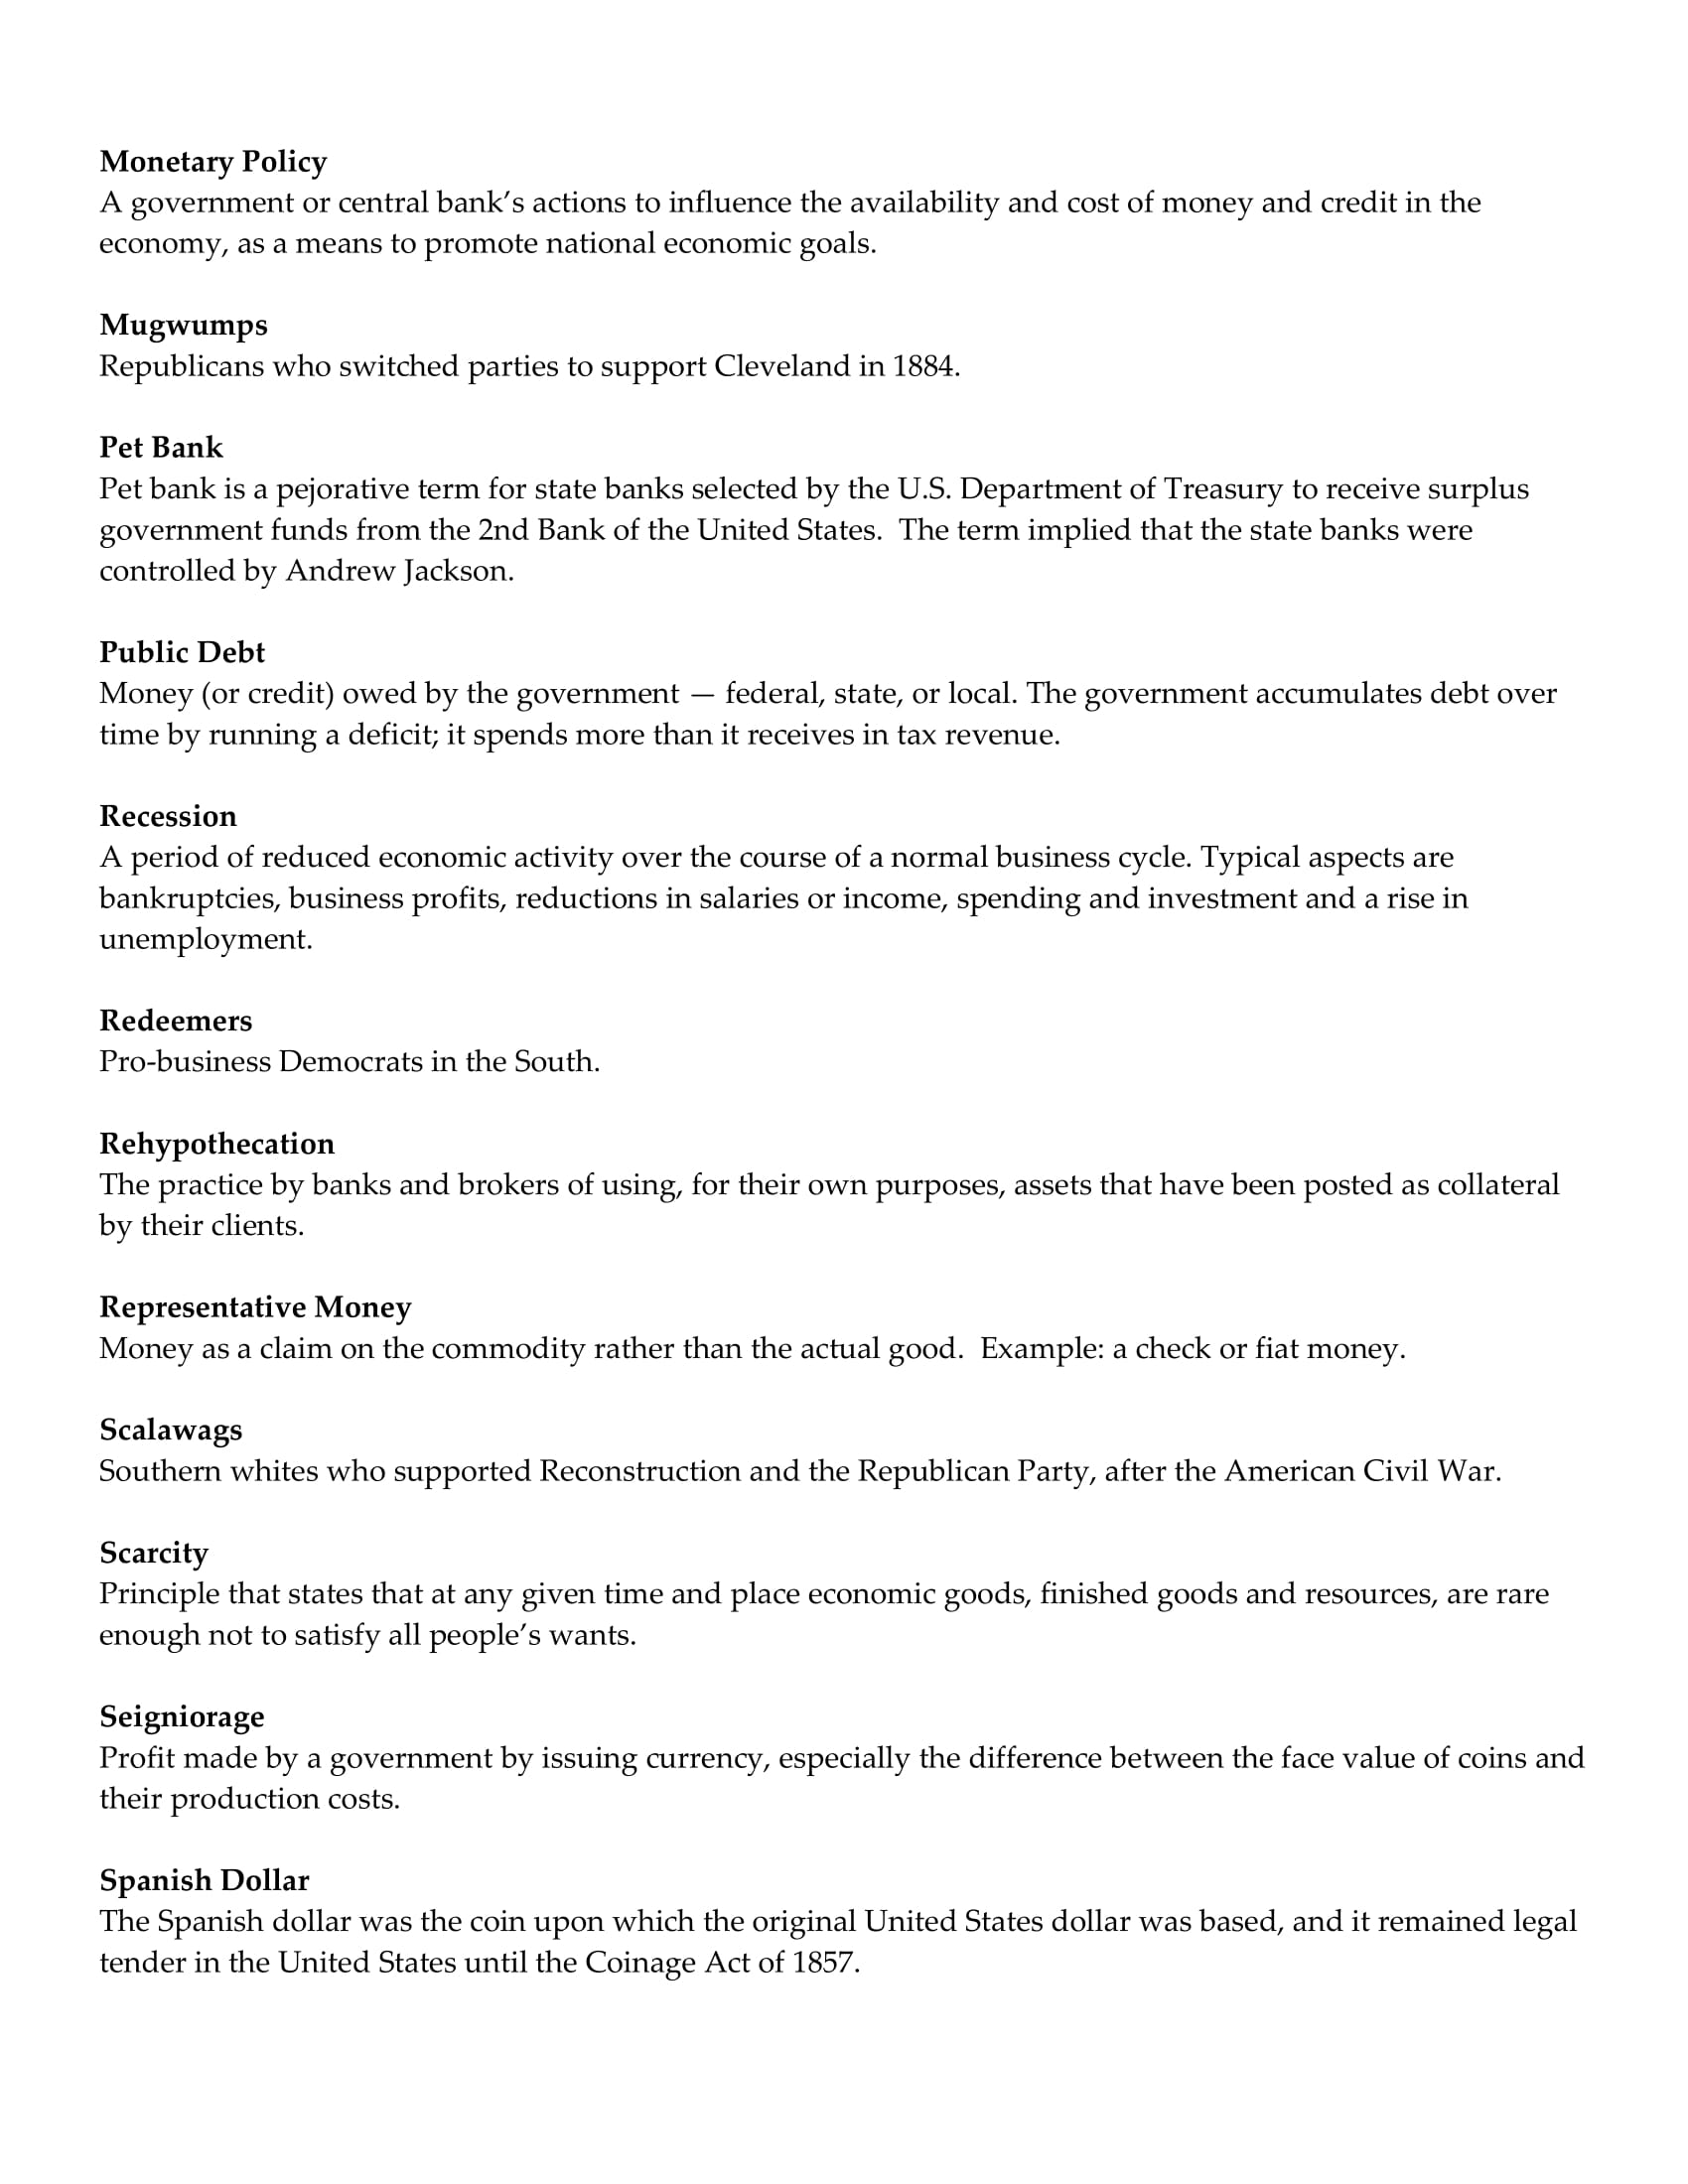 Monetary Policy
A government or central bank’s actions to influence the availability and cost of money and credit in the
economy, as a means to promote national economic goals.
Mugwumps
Republicans who switched parties to support Cleveland in 1884.
Pet Bank
Pet bank is a pejorative term for state banks selected by the U.S. Department of Treasury to receive surplus
government funds from the 2nd Bank of the United States.  The term implied that the state banks were
controlled by Andrew Jackson.
Public Debt
Money (or credit) owed by the government — federal, state, or local. The government accumulates debt over
time by running a deficit; it spends more than it receives in tax revenue.
Recession
A period of reduced economic activity over the course of a normal business cycle. Typical aspects are
bankruptcies, business profits, reductions in salaries or income, spending and investment and a rise in
unemployment.
Redeemers
Pro-business Democrats in the South.
Rehypothecation
The practice by banks and brokers of using, for their own purposes, assets that have been posted as collateral
by their clients.
Representative Money
Money as a claim on the commodity rather than the actual good.  Example: a check or fiat money.
Scalawags
Southern whites who supported Reconstruction and the Republican Party, after the American Civil War.
Scarcity
Principle that states that at any given time and place economic goods, finished goods and resources, are rare
enough not to satisfy all people’s wants.
Seigniorage
Profit made by a government by issuing currency, especially the difference between the face value of coins and
their production costs.
Spanish Dollar
The Spanish dollar was the coin upon which the original United States dollar was based, and it remained legal
tender in the United States until the Coinage Act of 1857.